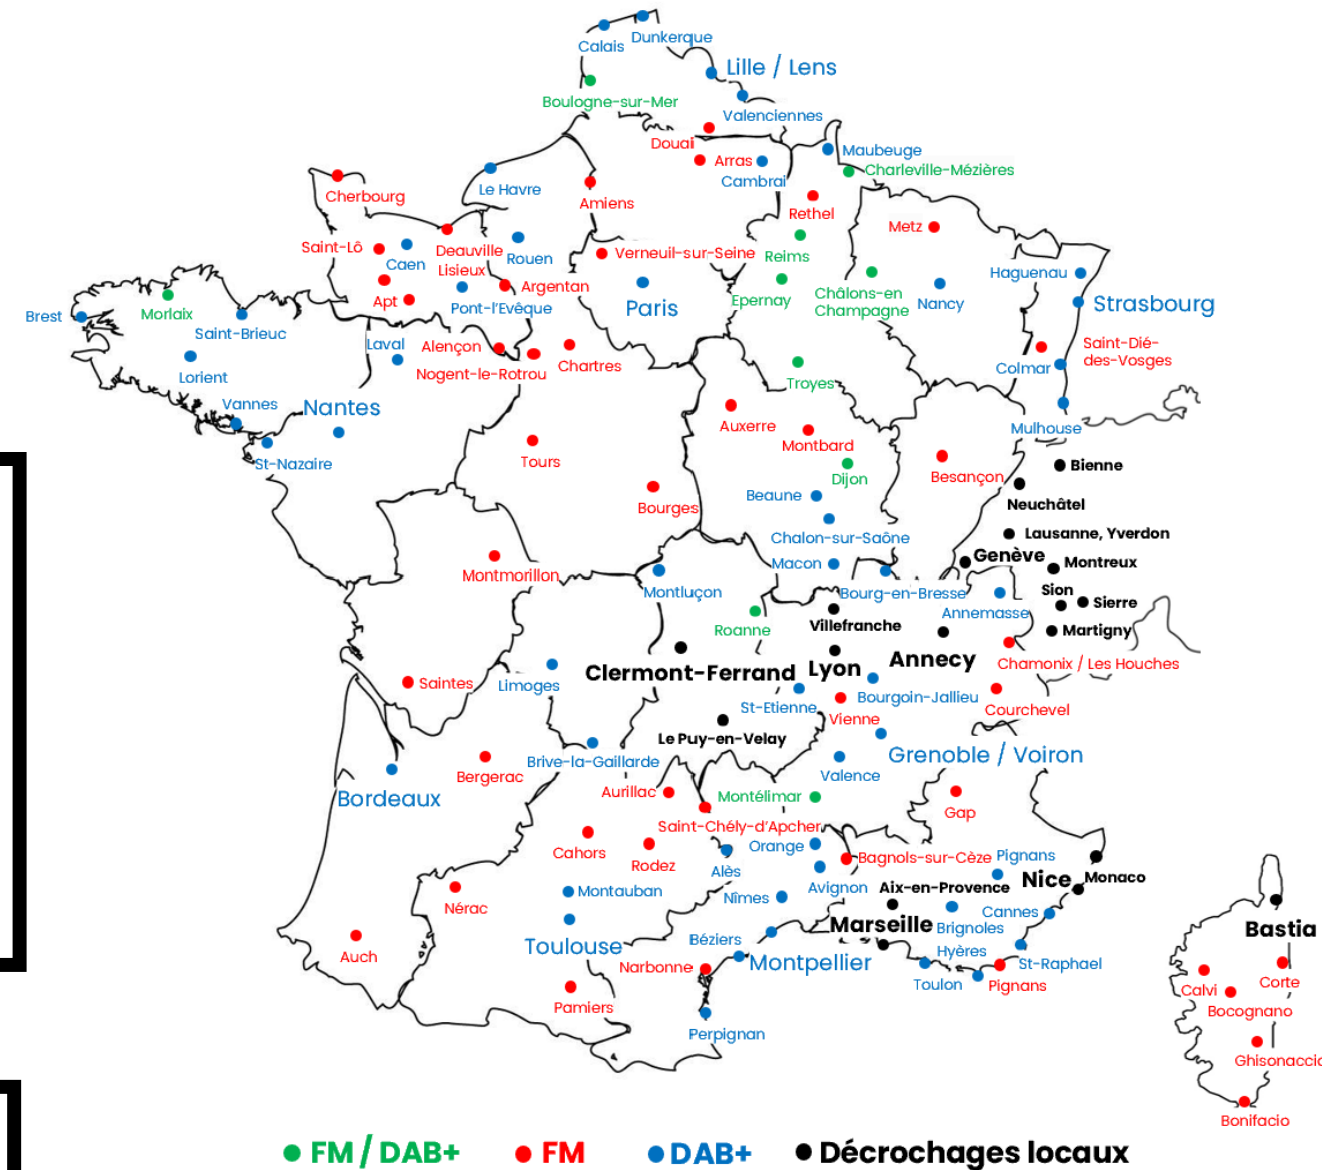 Calais
Dunkerque
Lille / Lens
Boulogne-sur-Mer
Valenciennes
Douai
Maubeuge
Arras
Charleville-Mézières
Cambrai
Le Havre
Cherbourg
Amiens
Rethel
Metz
Saint-Lô
Deauville
Lisieux
Caen
Rouen
Verneuil-sur-Seine
Reims
Haguenau
Argentan
Apt
Pont-l'Evêque
Paris
Epernay
Châlons-en
Champagne
Nancy
Strasbourg
Brest
Morlaix
Saint-Brieuc
Laval
Alençon
Nogent-le-Rotrou
Chartres
Saint-Dié-
des-Vosges
Colmar
Lorient
Troyes
Vannes
Nantes
Auxerre
Mulhouse
Montbard
St-Nazaire
Tours
Bienne
Dijon
Besançon
Beaune
Neuchâtel
Bourges
Chalon-sur-Saône
Lausanne, Yverdon
Genève
Macon
Montreux
Montmorillon
Montluçon
Bourg-en-Bresse
Sion
Sierre
Annemasse
Roanne
Villefranche
Martigny
Clermont-Ferrand
Lyon
Annecy
Chamonix / Les Houches
Saintes
Limoges
Bourgoin-Jallieu
St-Etienne
Vienne
Courchevel
Le Puy-en-Velay
Grenoble / Voiron
Brive-la-Gaillarde
Bergerac
Valence
Aurillac
Montélimar
Bordeaux
Gap
Saint-Chély-d'Apcher
Cahors
Rodez
Orange
Bagnols-sur-Cèze
Pignans
Alès
Monaco
Nice
Montauban
Avignon
Aix-en-Provence
Nérac
Nîmes
Cannes
Marseille
Brignoles
Bastia
Toulouse
Béziers
Hyères
Auch
Narbonne
Montpellier
St-Raphael
Toulon
Pignans
Corte
Calvi
Pamiers
Bocognano
Perpignan
Ghisonaccia
Bonifacio
FM / DAB+
FM
DAB+
Décrochages locaux